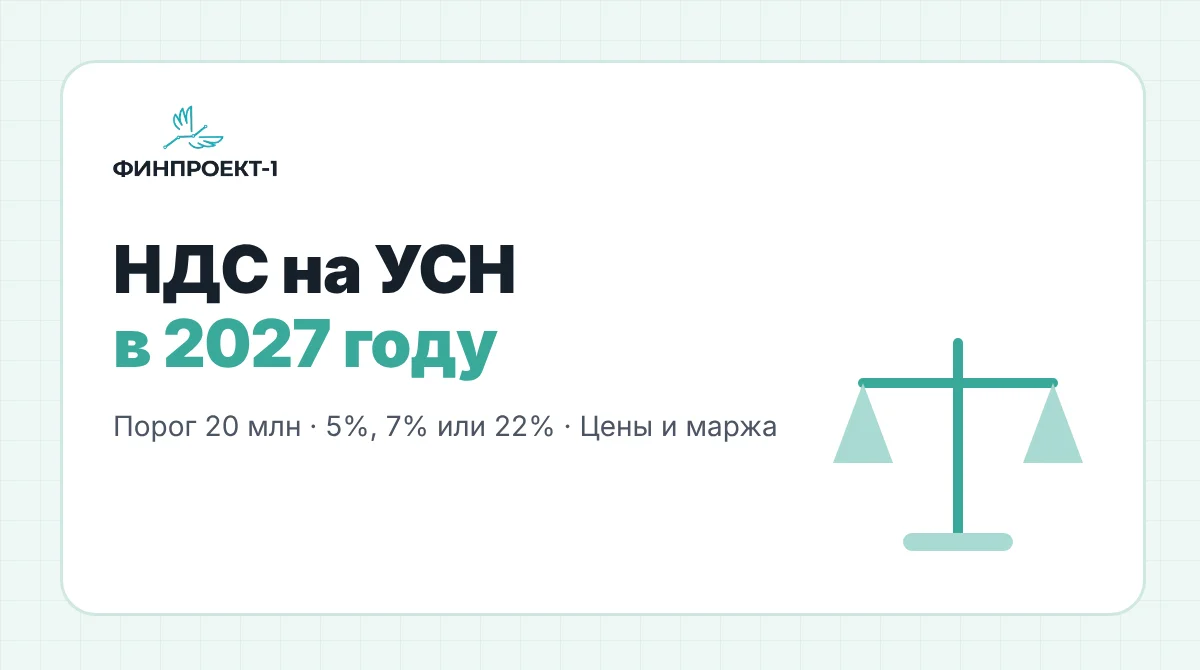 ФИНПРОЕКТ-1
НДС на УСН
в 2027 году
Порог 20 млн · 5%, 7% или 22% · Цены и маржа